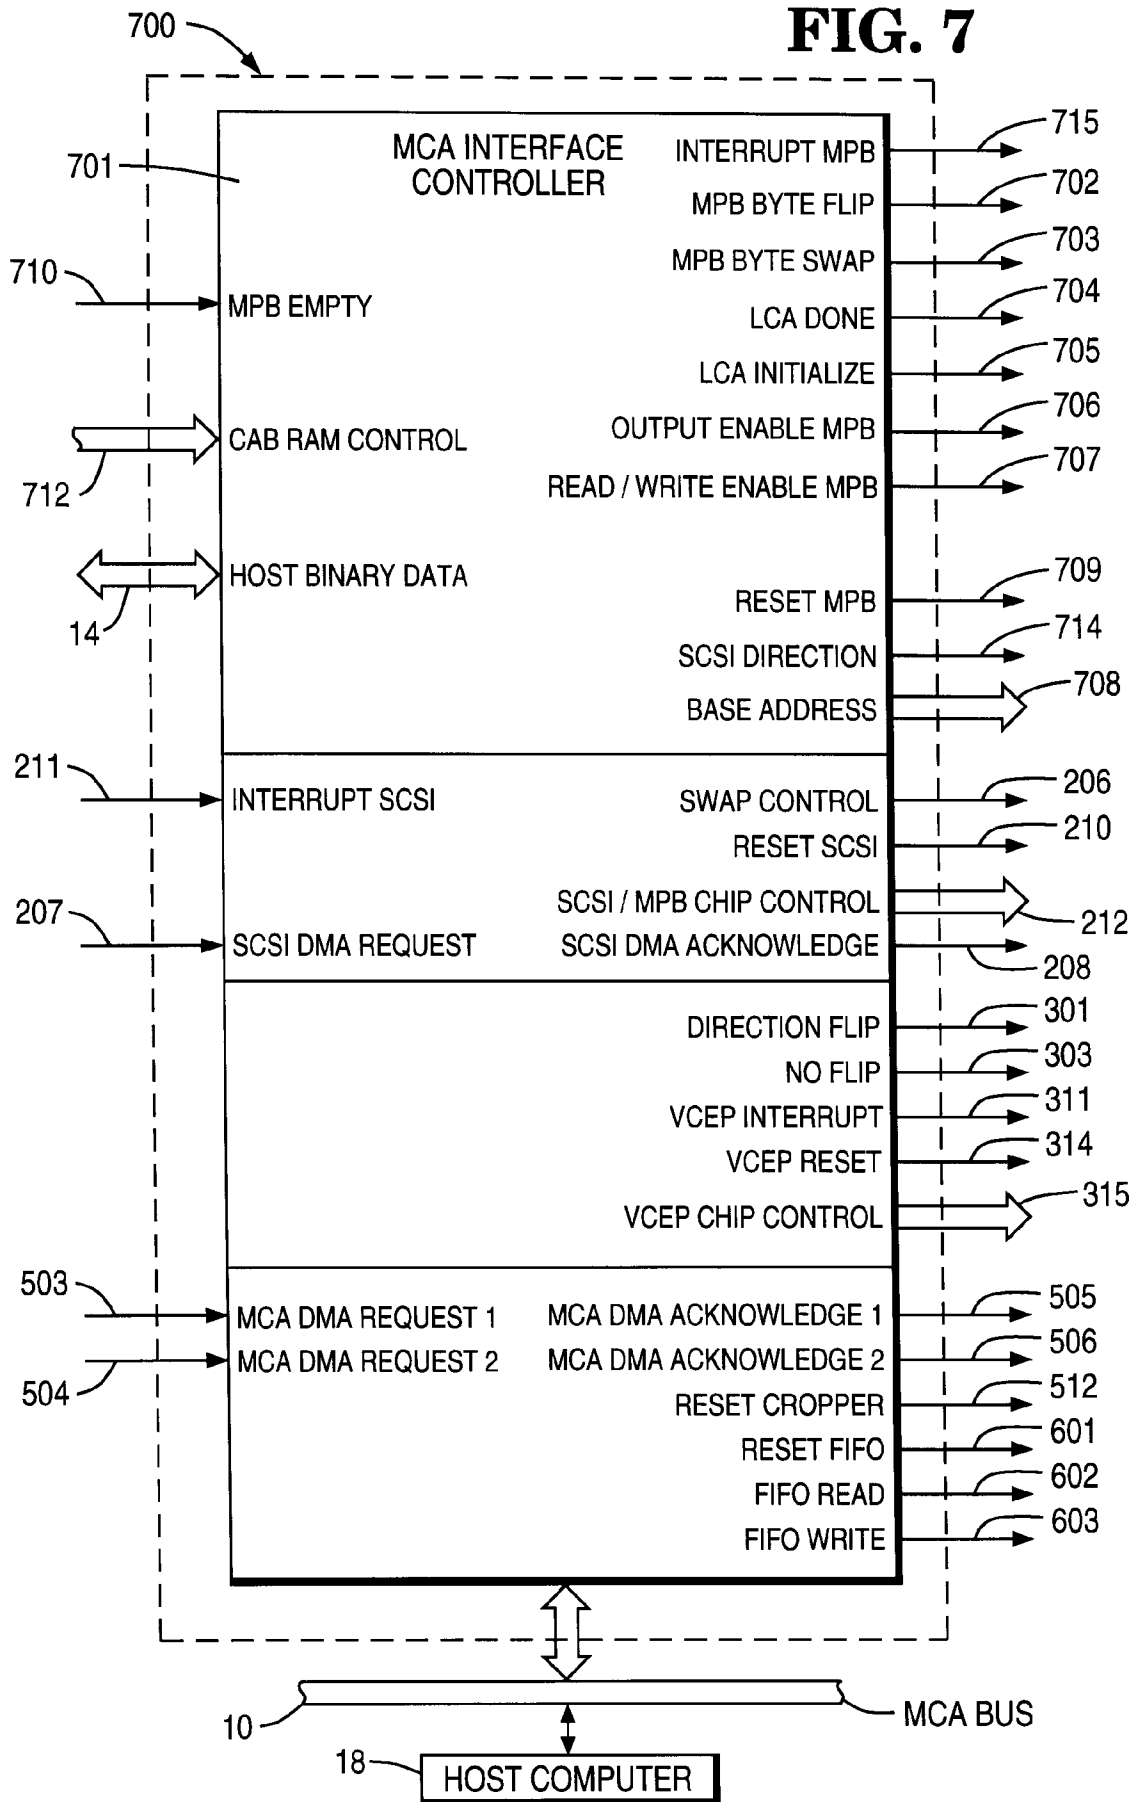 FIG. 7
700
701
MCA INTERFACE
CONTROLLER
INTERRUPT MPB 715
MPB BYTE FLIP 702
MPB BYTE SWAP 703
710 MPB EMPTY
LCA DONE 704
LCA INITIALIZE 705
712 CAB RAM CONTROL
OUTPUT ENABLE MPB 706
READ / WRITE ENABLE MPB 707
14 HOST BINARY DATA
RESET MPB 709
SCSI DIRECTION 714
BASE ADDRESS 708
211 INTERRUPT SCSI
SWAP CONTROL 206
RESET SCSI 210
SCSI / MPB CHIP CONTROL 212
207 SCSI DMA REQUEST
SCSI DMA ACKNOWLEDGE 208
DIRECTION FLIP 301
NO FLIP 303
VCEP INTERRUPT 311
VCEP RESET 314
VCEP CHIP CONTROL 315
503 MCA DMA REQUEST 1
MCA DMA ACKNOWLEDGE 1 505
504 MCA DMA REQUEST 2
MCA DMA ACKNOWLEDGE 2 506
RESET CROPPER 512
RESET FIFO 601
FIFO READ 602
FIFO WRITE 603
10 MCA BUS
18 HOST COMPUTER